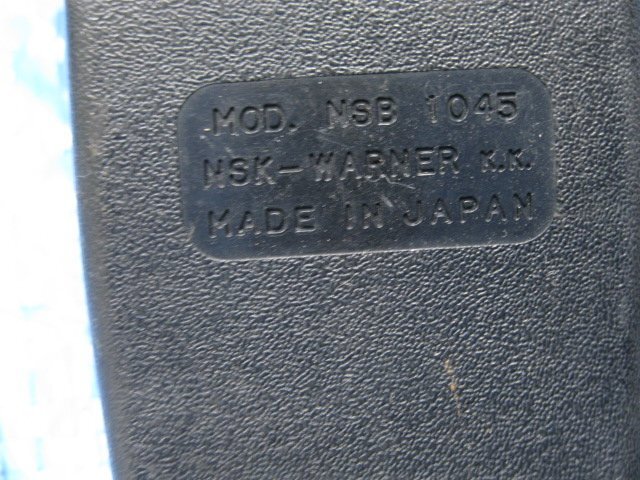 MOD. NSB 1045
NSK-WARNER K.K.
MADE IN JAPAN